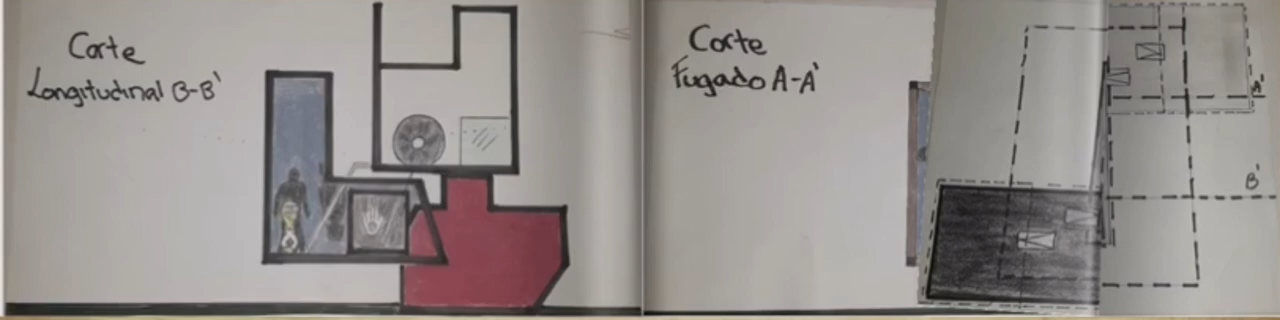 Corte
Longitudinal B-B'
Corte
Fugado A-A'
A'
B'